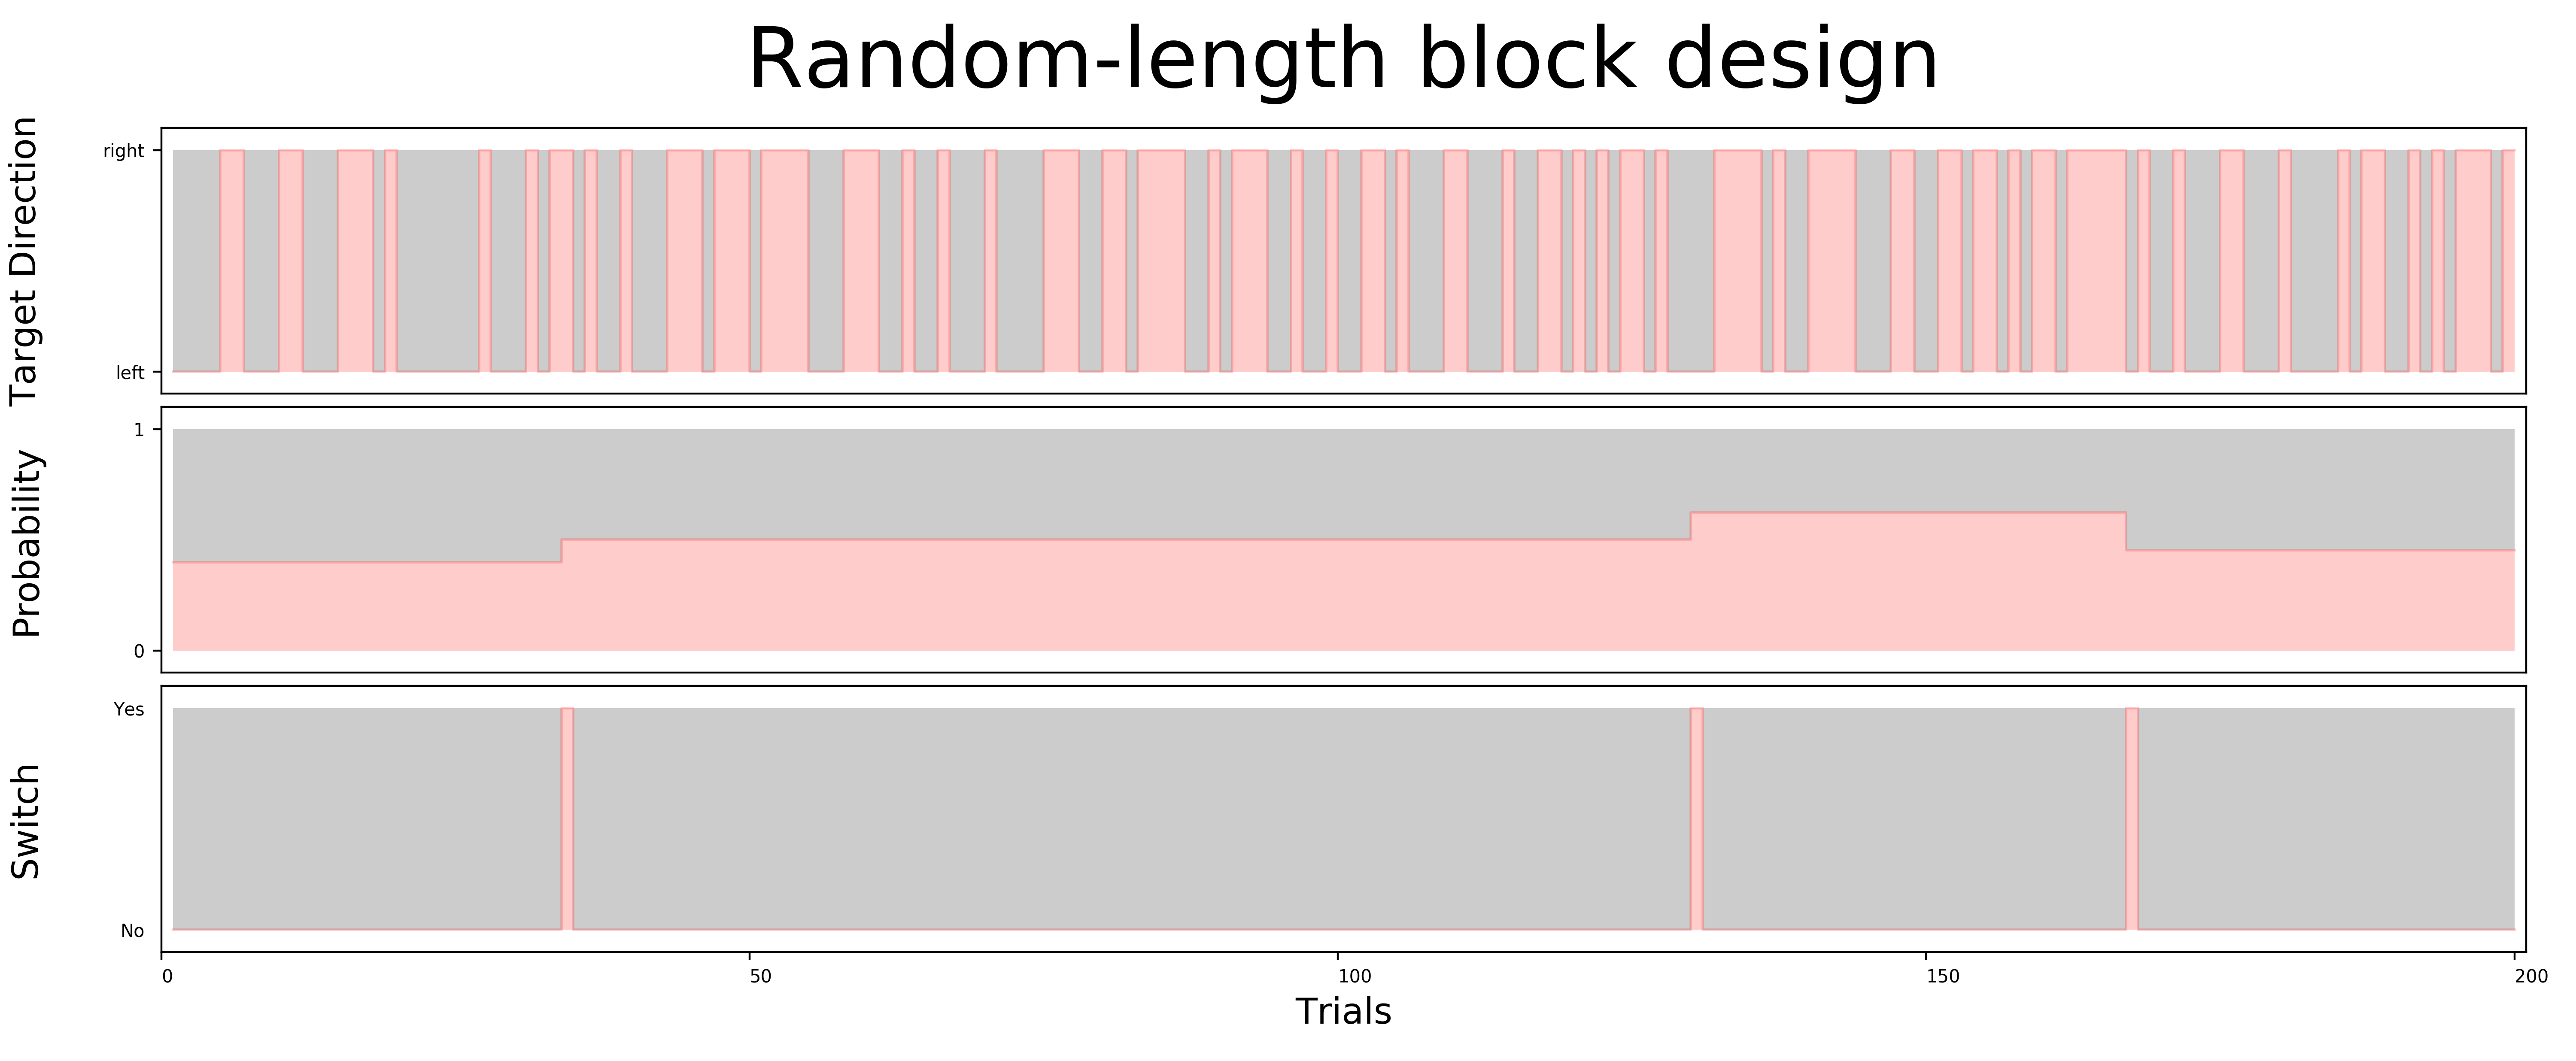 Random-length block design
Target Direction
right
left
Probability
1
0
Switch
Yes
No
0 50 100 150 200
Trials